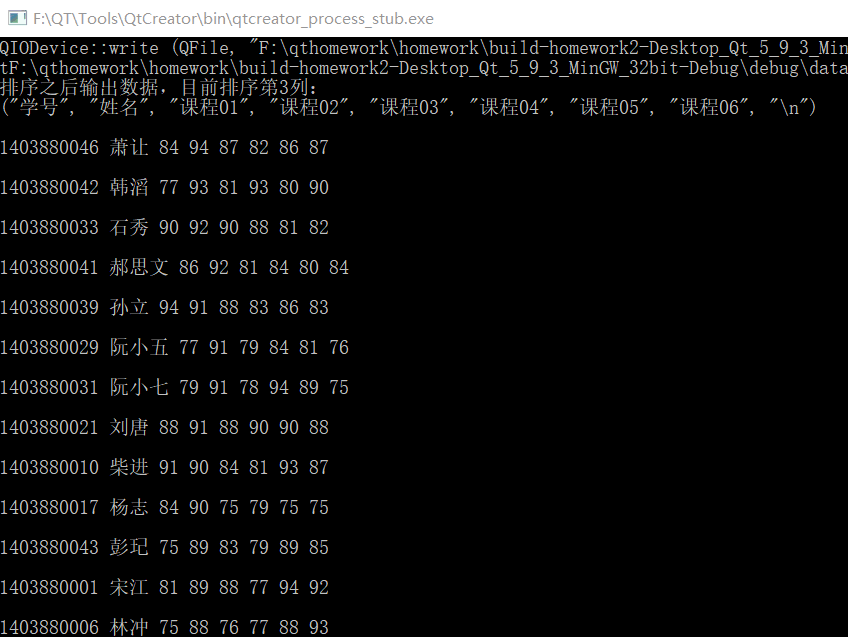 F:\QT\Tools\QtCreator\bin\qtcreator_process_stub.exe
QIODevice::write (QFile, "F:\qthomework\homework\build-homework2-Desktop_Qt_5_9_3_Min
tF:\qthomework\homework\build-homework2-Desktop_Qt_5_9_3_MinGW_32bit-Debug\debug\data
排序之后输出数据，目前排序第3列：
("学号", "姓名", "课程01", "课程02", "课程03", "课程04", "课程05", "课程06", "\n")
1403880046 萧让 84 94 87 82 86 87
1403880042 韩滔 77 93 81 93 80 90
1403880033 石秀 90 92 90 88 81 82
1403880041 郝思文 86 92 81 84 80 84
1403880039 孙立 94 91 88 83 86 83
1403880029 阮小五 77 91 79 84 81 76
1403880031 阮小七 79 91 78 94 89 75
1403880021 刘唐 88 91 88 90 90 88
1403880010 柴进 91 90 84 81 93 87
1403880017 杨志 84 90 75 79 75 75
1403880043 彭玘 75 89 83 79 89 85
1403880001 宋江 81 89 88 77 94 92
1403880006 林冲 75 88 76 77 88 93